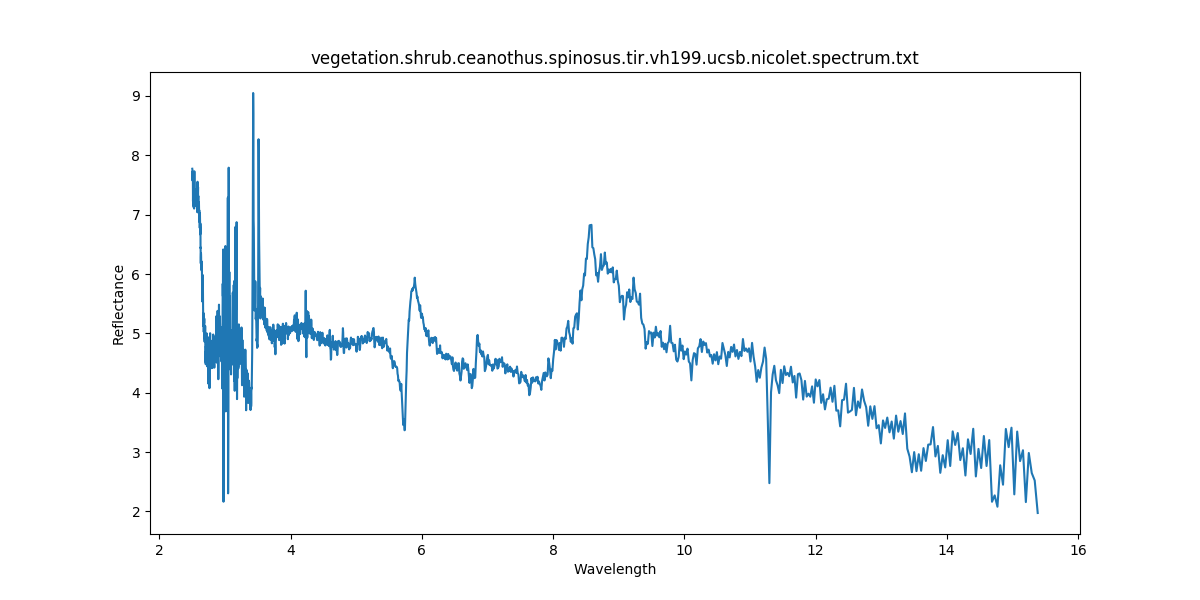 vegetation.shrub.ceanothus.spinosus.tir.vh199.ucsb.nicolet.spectrum.txt
9
8
7
6
5
4
3
2
Reflectance
2 4 6 8 10 12 14 16
Wavelength